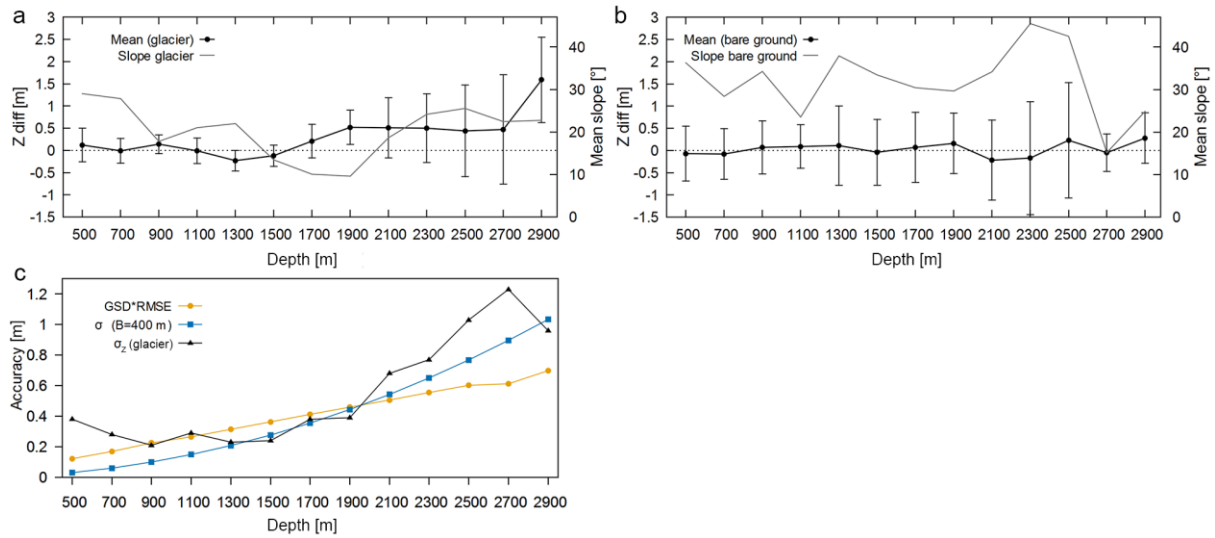 a
3
2.5
2
1.5
1
0.5
0
-0.5
-1
-1.5
Z diff [m]
Mean (glacier)
Slope glacier
40
30
20
10
0
Mean slope [°]
500 700 900 1100 1300 1500 1700 1900 2100 2300 2500 2700 2900
Depth [m]
b
3
2.5
2
1.5
1
0.5
0
-0.5
-1
-1.5
Z diff [m]
Mean (bare ground)
Slope bare ground
40
30
20
10
0
Mean slope [°]
500 700 900 1100 1300 1500 1700 1900 2100 2300 2500 2700 2900
Depth [m]
c
1.2
1
0.8
0.6
0.4
0.2
0
Accuracy [m]
GSD*RMSE
σ (B=400 m)
σz (glacier)
500 700 900 1100 1300 1500 1700 1900 2100 2300 2500 2700 2900
Depth [m]